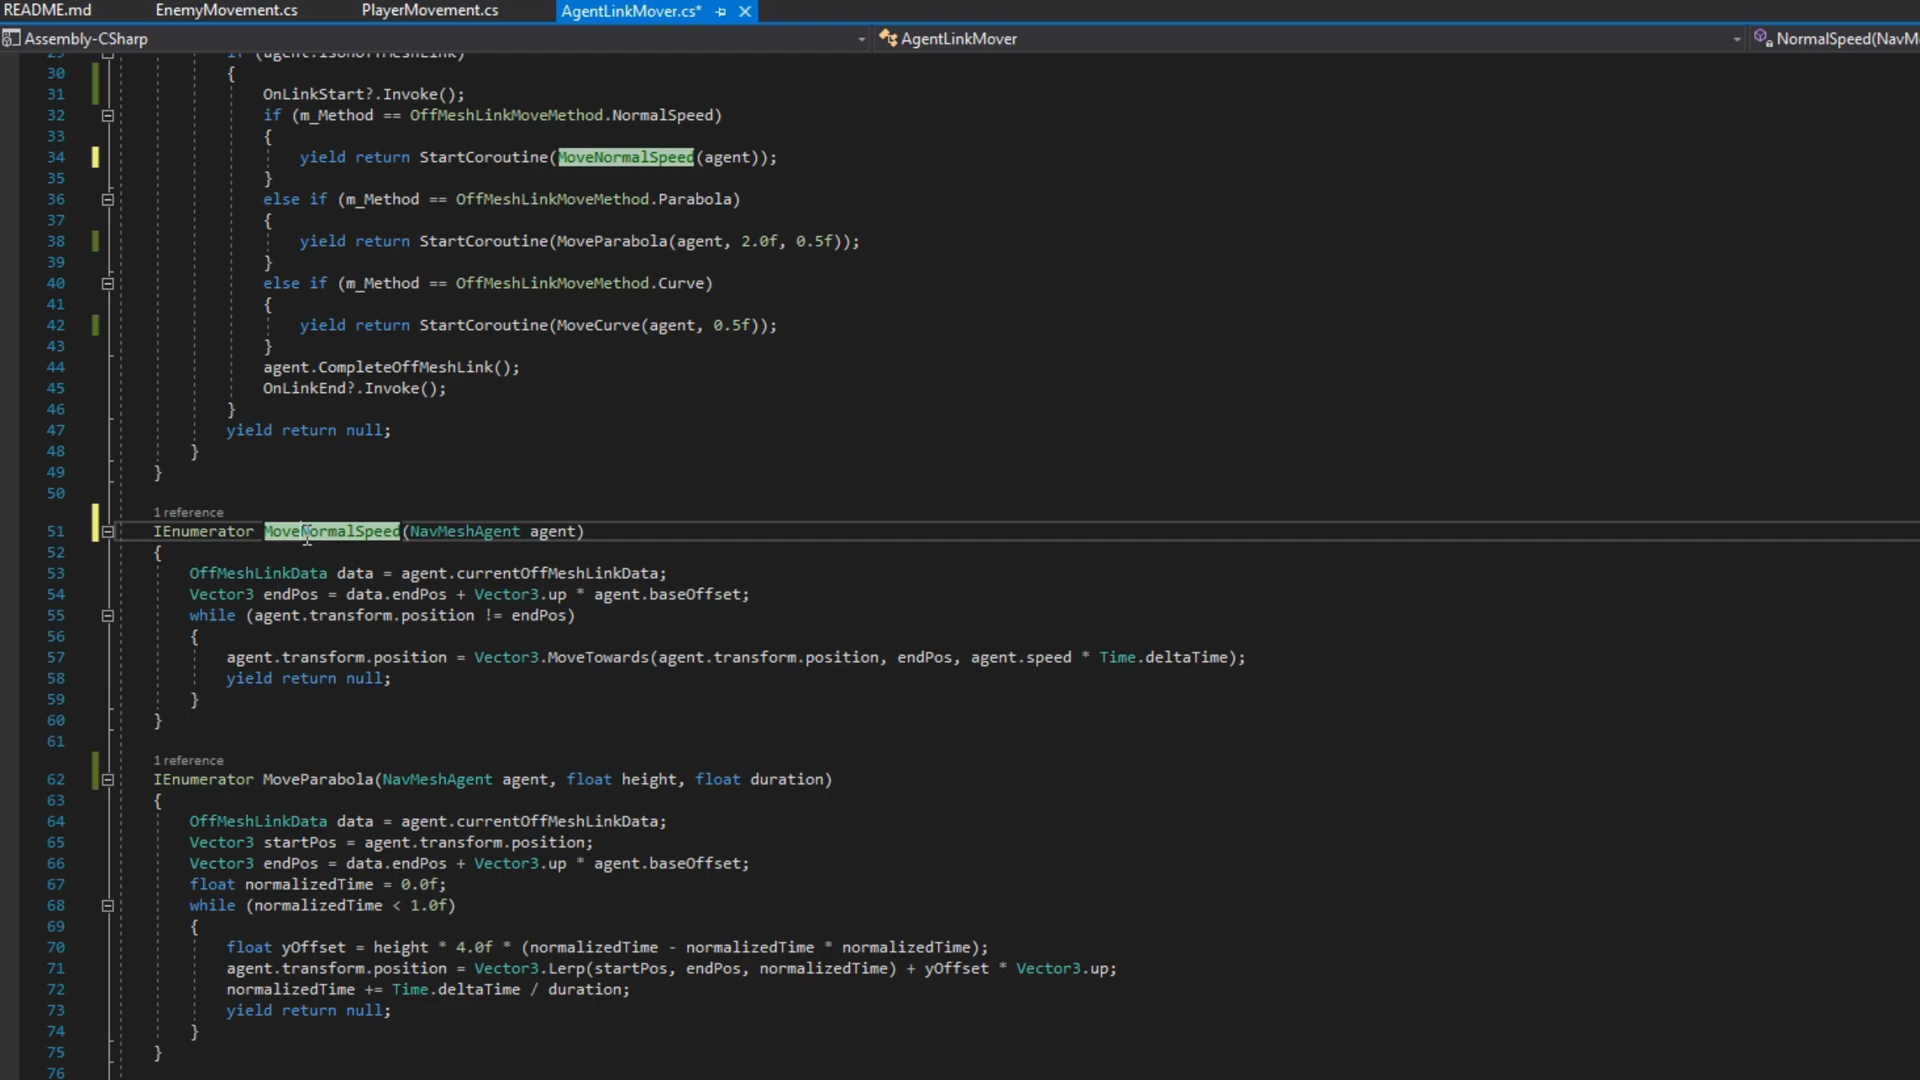 README.md EnemyMovement.cs PlayerMovement.cs AgentLinkMover.cs*
Assembly-CSharp AgentLinkMover NormalSpeed(NavM
29 if (agent.isOnOffMeshLink)
30 {
31 OnLinkStart?.Invoke();
32 if (m_Method == OffMeshLinkMoveMethod.NormalSpeed)
33 {
34 yield return StartCoroutine(MoveNormalSpeed(agent));
35 }
36 else if (m_Method == OffMeshLinkMoveMethod.Parabola)
37 {
38 yield return StartCoroutine(MoveParabola(agent, 2.0f, 0.5f));
39 }
40 else if (m_Method == OffMeshLinkMoveMethod.Curve)
41 {
42 yield return StartCoroutine(MoveCurve(agent, 0.5f));
43 }
44 agent.CompleteOffMeshLink();
45 OnLinkEnd?.Invoke();
46 }
47 yield return null;
48 }
49 }
50
1 reference
51 IEnumerator MoveNormalSpeed(NavMeshAgent agent)
52 {
53 OffMeshLinkData data = agent.currentOffMeshLinkData;
54 Vector3 endPos = data.endPos + Vector3.up * agent.baseOffset;
55 while (agent.transform.position != endPos)
56 {
57 agent.transform.position = Vector3.MoveTowards(agent.transform.position, endPos, agent.speed * Time.deltaTime);
58 yield return null;
59 }
60 }
61
1 reference
62 IEnumerator MoveParabola(NavMeshAgent agent, float height, float duration)
63 {
64 OffMeshLinkData data = agent.currentOffMeshLinkData;
65 Vector3 startPos = agent.transform.position;
66 Vector3 endPos = data.endPos + Vector3.up * agent.baseOffset;
67 float normalizedTime = 0.0f;
68 while (normalizedTime < 1.0f)
69 {
70 float yOffset = height * 4.0f * (normalizedTime - normalizedTime * normalizedTime);
71 agent.transform.position = Vector3.Lerp(startPos, endPos, normalizedTime) + yOffset * Vector3.up;
72 normalizedTime += Time.deltaTime / duration;
73 yield return null;
74 }
75 }
76